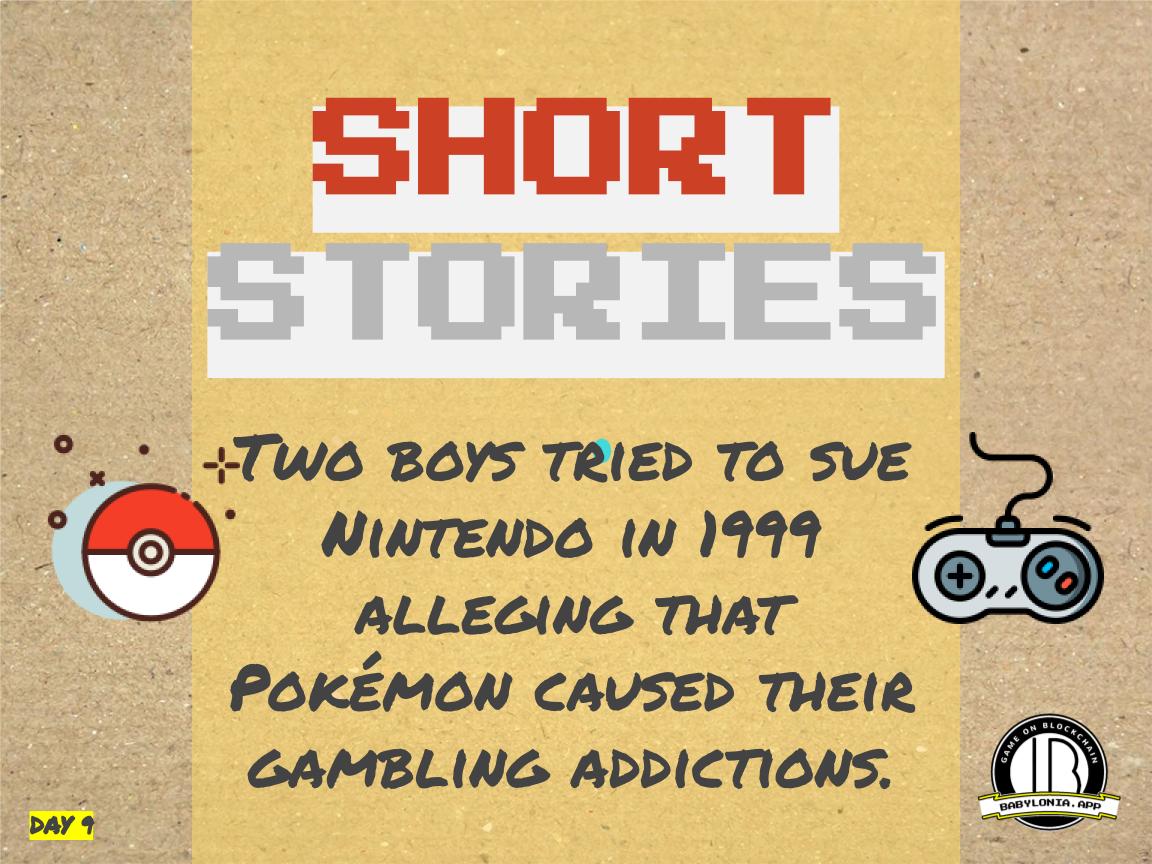 SHORT
STORIES
Two boys tried to sue
Nintendo in 1999
alleging that
Pokémon caused their
gambling addictions.
GAME ON BLOCKCHAIN
BABYLONIA.APP
DAY 9